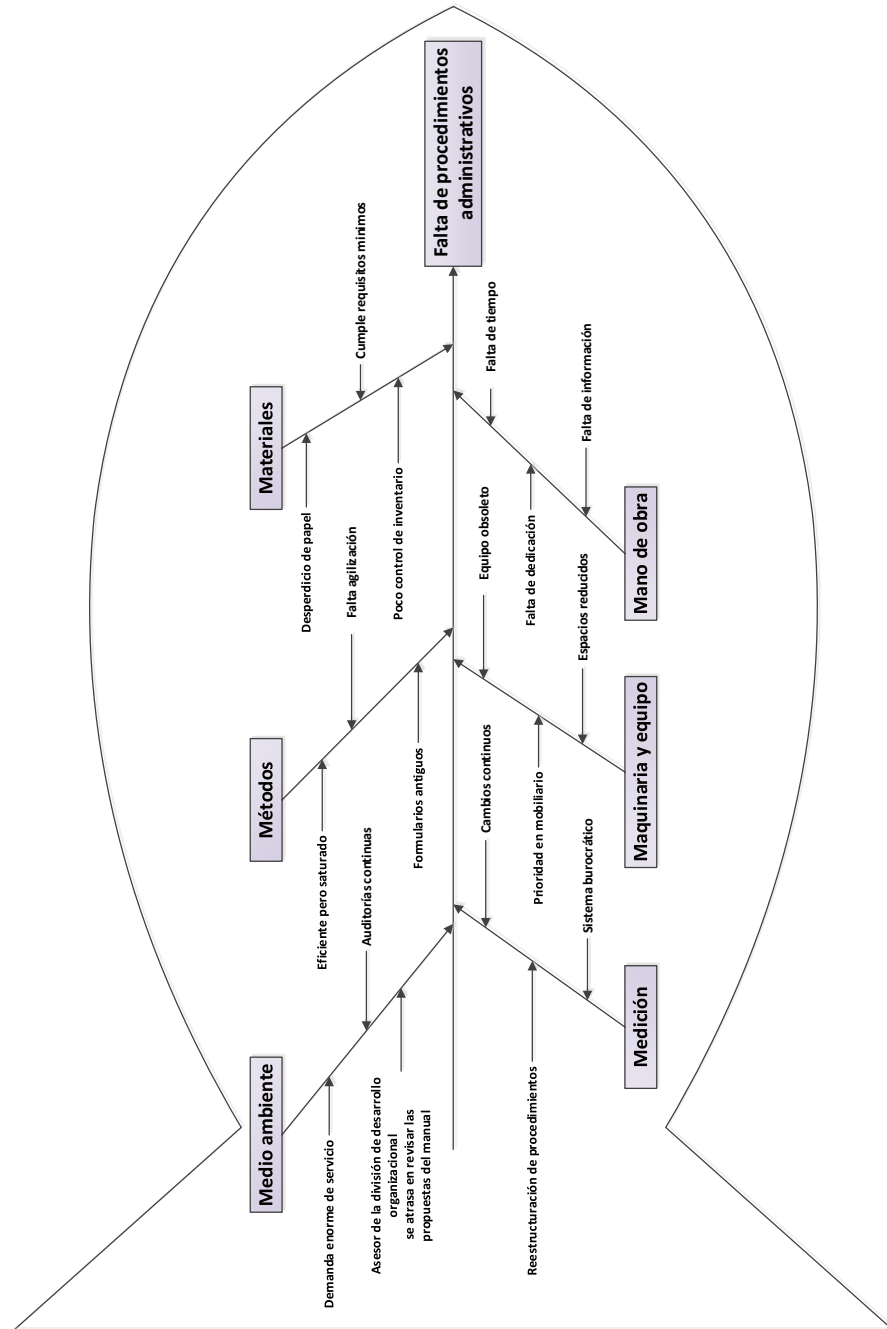 Medio ambiente
Demanda enorme de servicio
Auditorías continuas
Asesor de la división de desarrollo
organizacional
se atrasa en revisar las
propuestas del manual
Métodos
Eficiente pero saturado
Falta agilización
Formularios antiguos
Materiales
Desperdicio de papel
Cumple requisitos minimos
Poco control de inventario
Falta de procedimientos
administrativos
Cambios continuos
Reestructuración de procedimientos
Sistema burocrático
Medición
Equipo obsoleto
Prioridad en mobiliario
Espacios reducidos
Maquinaria y equipo
Falta de tiempo
Falta de dedicación
Falta de información
Mano de obra